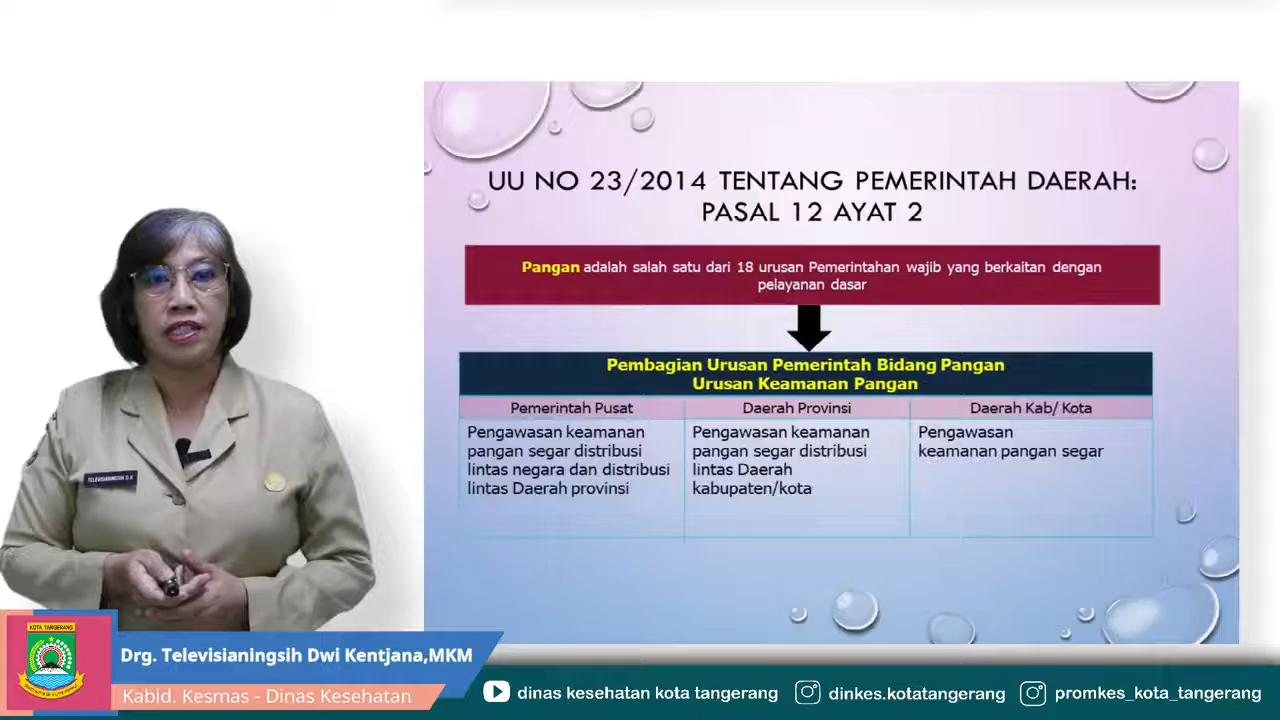 UU NO 23/2014 TENTANG PEMERINTAH DAERAH:
PASAL 12 AYAT 2
Pangan adalah salah satu dari 18 urusan Pemerintahan wajib yang berkaitan dengan
pelayanan dasar
Pembagian Urusan Pemerintah Bidang Pangan
Urusan Keamanan Pangan
Pemerintah Pusat
Daerah Provinsi
Daerah Kab/ Kota
Pengawasan keamanan
pangan segar distribusi
lintas negara dan distribusi
lintas Daerah provinsi
Pengawasan keamanan
pangan segar distribusi
lintas Daerah
kabupaten/kota
Pengawasan
keamanan pangan segar
TELEVISIANINGSIH D.K
KOTA TANGERANG
Drg. Televisianingsih Dwi Kentjana,MKM
Kabid. Kesmas - Dinas Kesehatan
dinas kesehatan kota tangerang
dinkes.kotatangerang
promkes_kota_tangerang